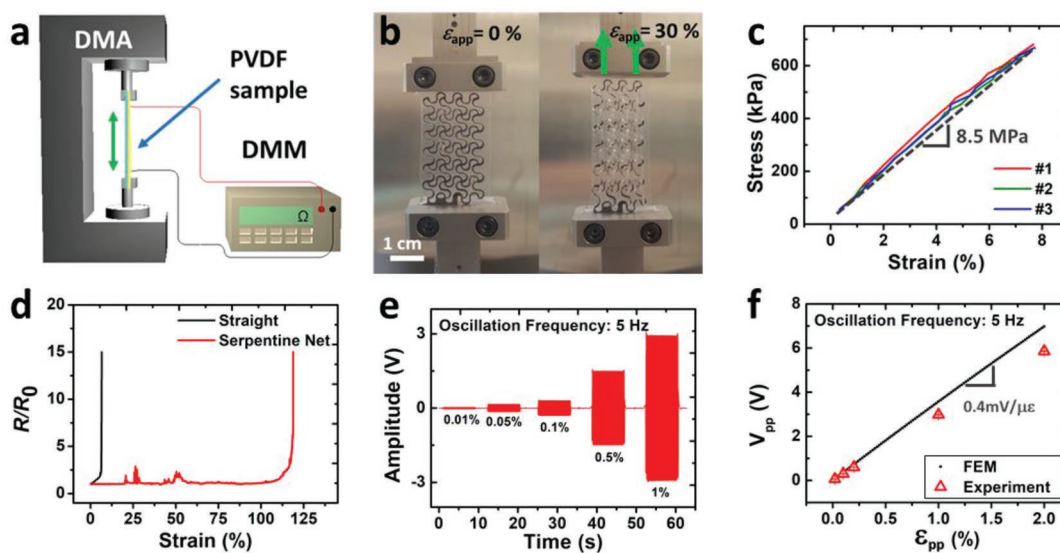 a
DMA
PVDF
sample
DMM
Ω
b
εapp= 0 %
εapp= 30 %
1 cm
c
Stress (kPa)
600
400
200
0
0
2
4
6
8
Strain (%)
8.5 MPa
#1
#2
#3
d
R/R0
20
15
10
5
0
0
25
50
75
100
125
Strain (%)
Straight
Serpentine Net
e
Oscillation Frequency: 5 Hz
Amplitude (V)
3
0
-3
0.01%
0.05%
0.1%
0.5%
1%
0
10
20
30
40
50
60
Time (s)
f
Oscillation Frequency: 5 Hz
Vpp (V)
8
6
4
2
0
0.4mV/με
FEM
Experiment
0.0
0.5
1.0
1.5
2.0
εpp (%)